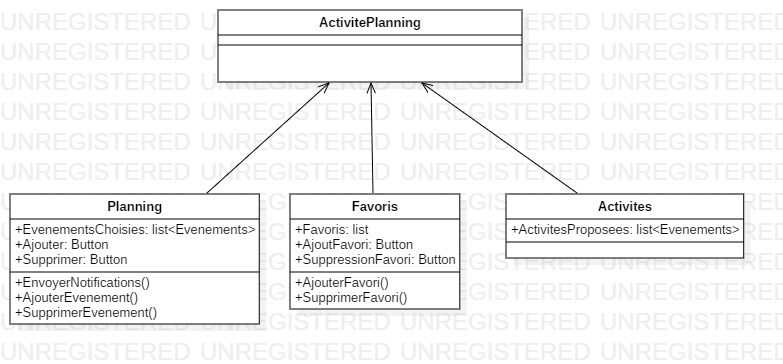 ActivitePlanning
Planning
+EvenementsChoisies: list<Evenements>
+Ajouter: Button
+Supprimer: Button
+EnvoyerNotifications()
+AjouterEvenement()
+SupprimerEvenement()
Favoris
+Favoris: list
+AjoutFavori: Button
+SuppressionFavori: Button
+AjouterFavori()
+SupprimerFavori()
Activites
+ActivitesProposees: list<Evenements>
UNREGISTERED UNREGISTERED UNREGISTERED UNREGISTERED